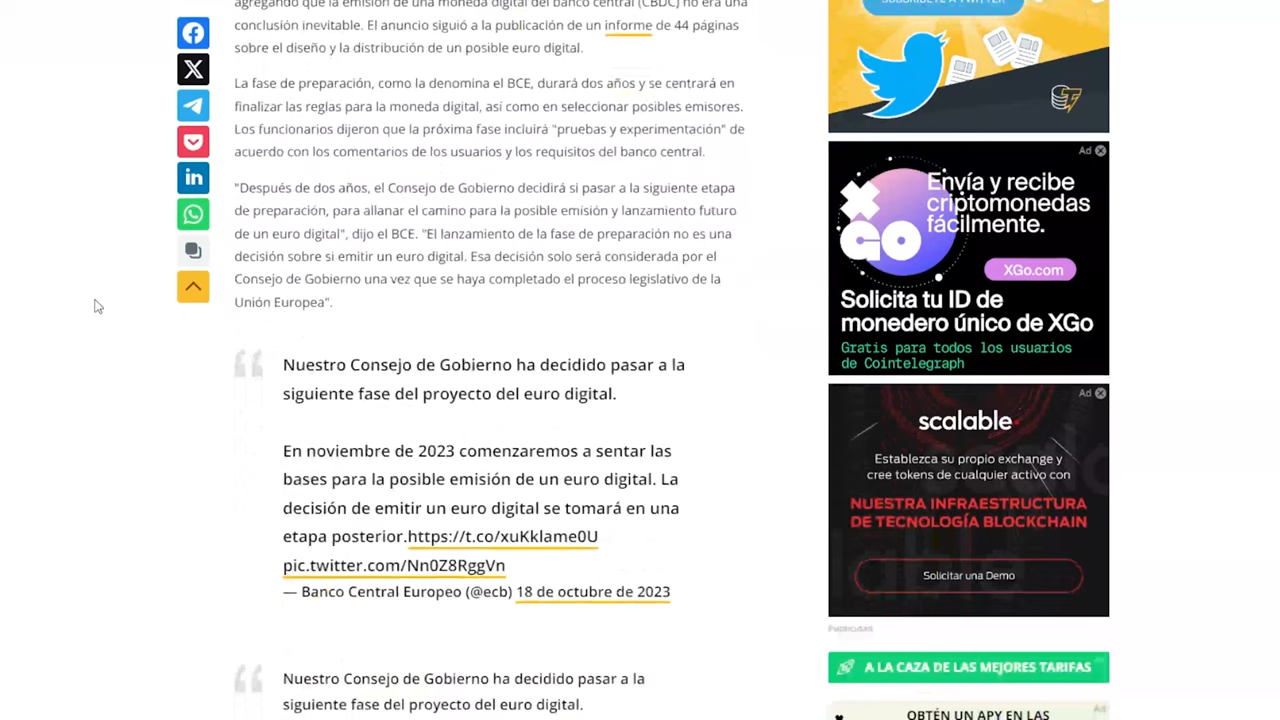 agregando que la emisión de una moneda digital del banco central (CBDC) no era una
conclusión inevitable. El anuncio siguió a la publicación de un informe de 44 páginas
sobre el diseño y la distribución de un posible euro digital.
La fase de preparación, como la denomina el BCE, durará dos años y se centrará en
finalizar las reglas para la moneda digital, así como en seleccionar posibles emisores.
Los funcionarios dijeron que la próxima fase incluirá "pruebas y experimentación" de
acuerdo con los comentarios de los usuarios y los requisitos del banco central.
"Después de dos años, el Consejo de Gobierno decidirá si pasar a la siguiente etapa
de preparación, para allanar el camino para la posible emisión y lanzamiento futuro
de un euro digital", dijo el BCE. "El lanzamiento de la fase de preparación no es una
decisión sobre si emitir un euro digital. Esa decisión solo será considerada por el
Consejo de Gobierno una vez que se haya completado el proceso legislativo de la
Unión Europea".
Nuestro Consejo de Gobierno ha decidido pasar a la
siguiente fase del proyecto del euro digital.
En noviembre de 2023 comenzaremos a sentar las
bases para la posible emisión de un euro digital. La
decisión de emitir un euro digital se tomará en una
etapa posterior.https://t.co/xuKklame0U
pic.twitter.com/Nn0Z8RggVn
— Banco Central Europeo (@ecb) 18 de octubre de 2023
Nuestro Consejo de Gobierno ha decidido pasar a la
siguiente fase del proyecto del euro digital.
SUSCRÍBETE A TWITTER
Ad
X
GO
Envía y recibe
criptomonedas
fácilmente.
XGo.com
Solicita tu ID de
monedero único de XGo
Gratis para todos los usuarios
de Cointelegraph
Ad
scalable
Establezca su propio exchange y
cree tokens de cualquier activo con
NUESTRA INFRAESTRUCTURA
DE TECNOLOGÍA BLOCKCHAIN
Solicitar una Demo
PUBLICIDAD
A LA CAZA DE LAS MEJORES TARIFAS
Ad
OBTÉN UN APY EN LAS